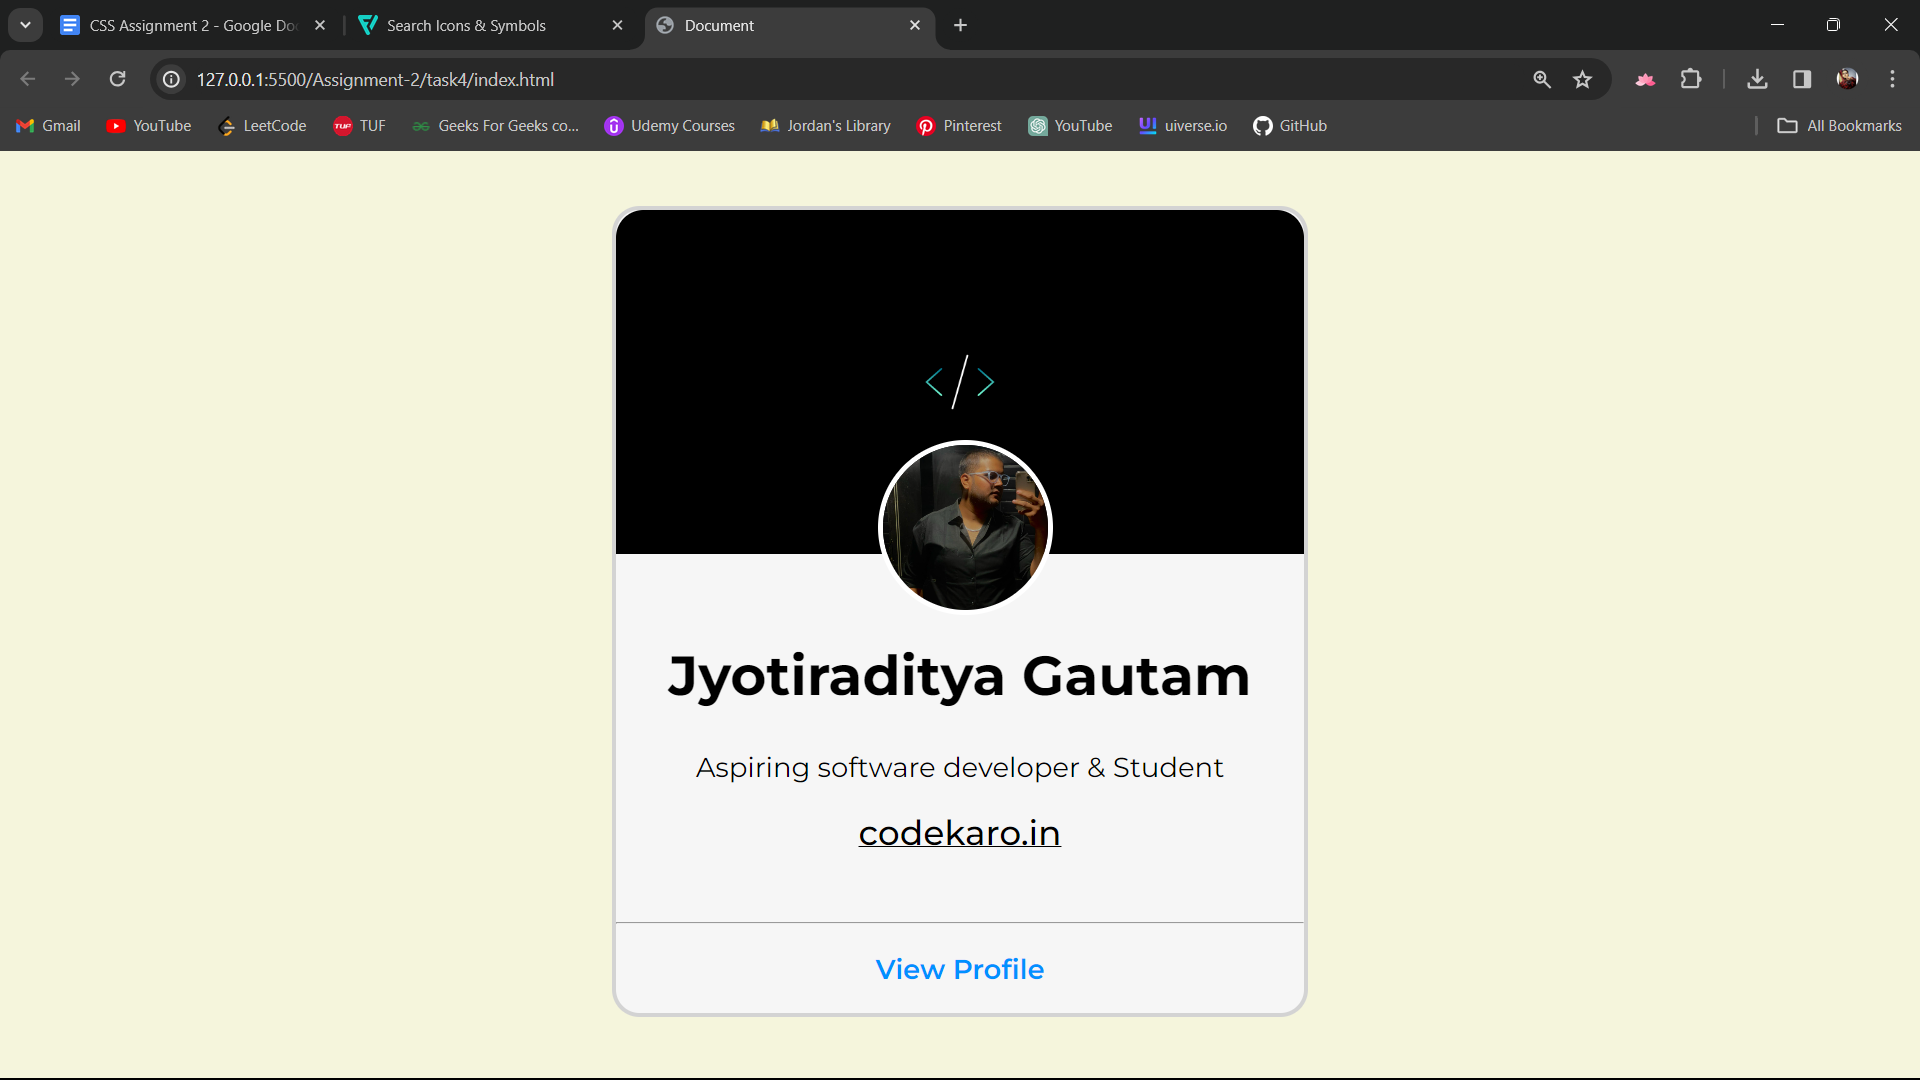 CSS Assignment 2 - Google Do
Search Icons & Symbols
Document
127.0.0.1:5500/Assignment-2/task4/index.html
Gmail
YouTube
LeetCode
TUF
TUF
Geeks For Geeks co...
Udemy Courses
Jordan's Library
Pinterest
YouTube
UI
uiverse.io
GitHub
All Bookmarks
</>
Jyotiraditya Gautam
Aspiring software developer & Student
codekaro.in
View Profile